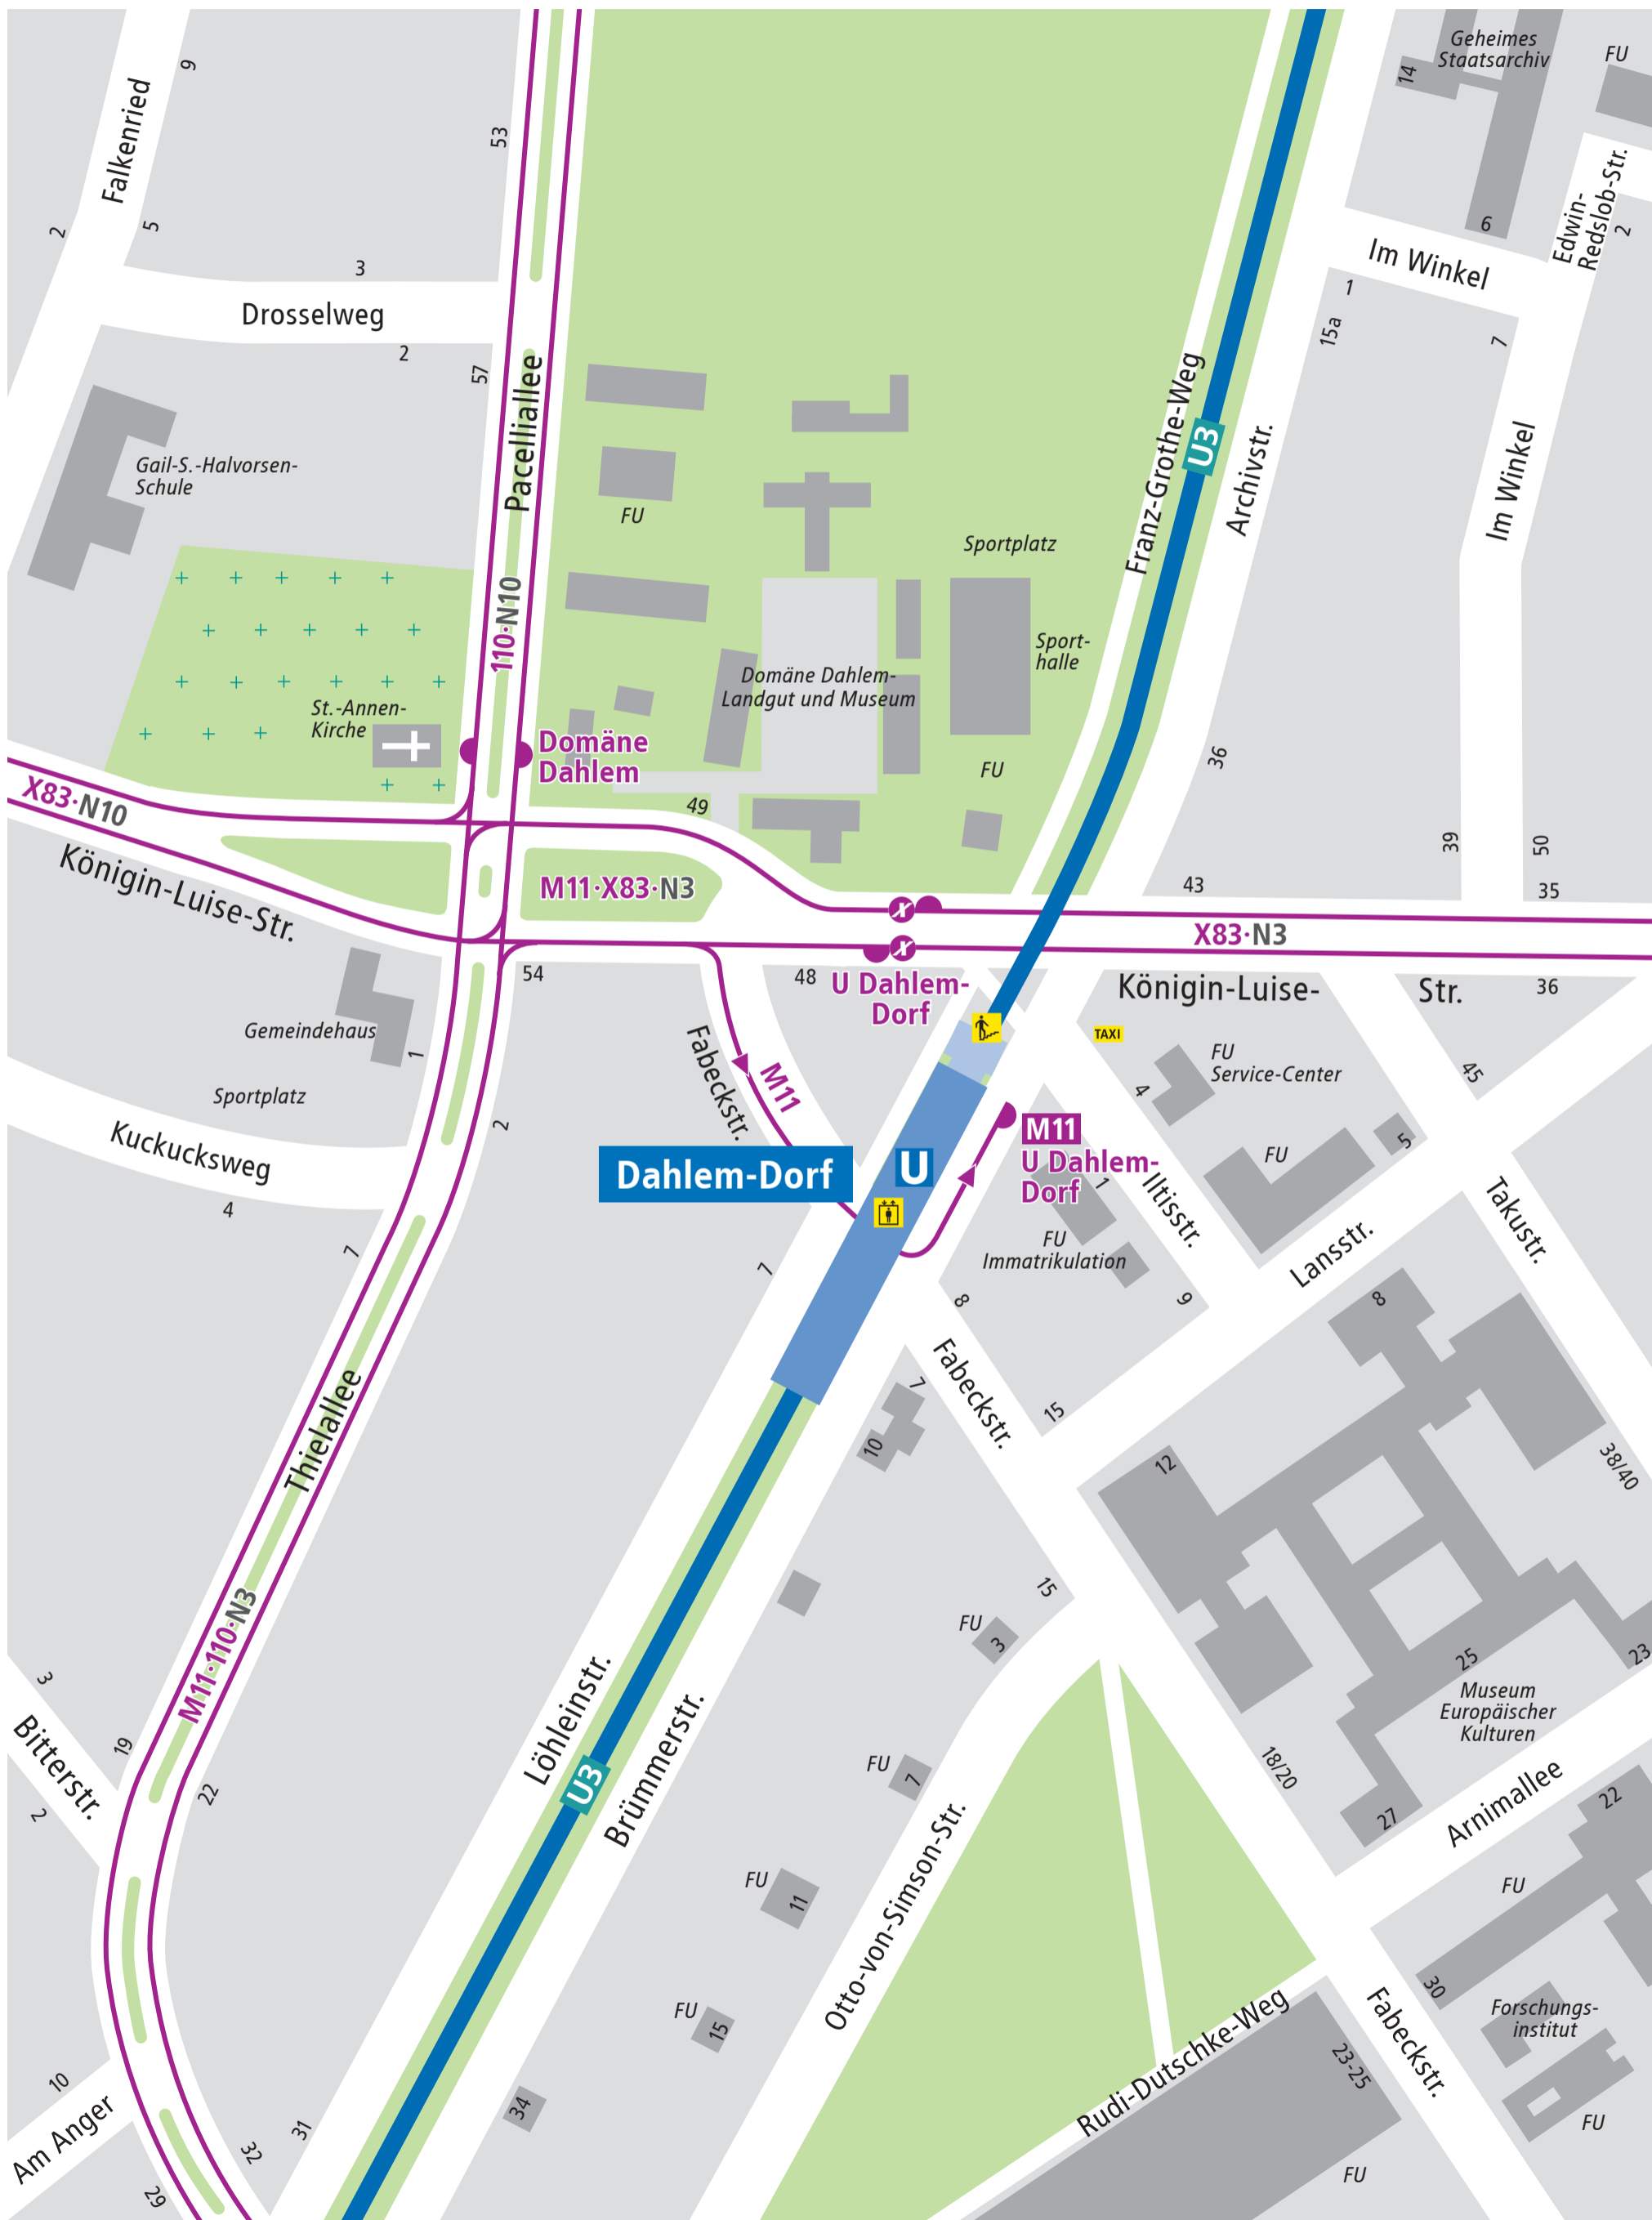 Geheimes
Staatsarchiv
FU
14
9
Falkenried
53
2
5
6
Edwin-
Redslob-Str.
2
Im Winkel
3
Drosselweg
2
1
15a
7
57
Pacelliallee
Franz-Grothe-Weg
U3
Archivstr.
Im Winkel
Gail-S.-Halvorsen-
Schule
FU
Sportplatz
110·N10
Sport-
halle
Domäne Dahlem-
Landgut und Museum
St.-Annen-
Kirche
Domäne
Dahlem
36
FU
X83·N10
49
39
50
Königin-Luise-Str.
M11·X83·N3
43
35
X
X83·N3
X
54
48
U Dahlem-
Dorf
Königin-Luise-
Str.
36
Gemeindehaus
1
Fabeckstr.
M11
TAXI
FU
Service-Center
4
45
Sportplatz
2
Kuckucksweg
M11
U Dahlem-
Dorf
Dahlem-Dorf
U
1
Iltisstr.
FU
5
4
7
7
FU
Immatrikulation
8
9
Lansstr.
Takustr.
8
Fabeckstr.
7
10
15
12
38/40
Thielallee
15
FU
3
M11·110·N3
3
Bitterstr.
2
19
22
Löhleinstr.
U3
Brümmerstr.
25
23
Museum
Europäischer
Kulturen
FU
7
18/20
27
Arnimallee
22
Otto-von-Simson-Str.
FU
11
FU
30
FU
15
Forschungs-
institut
Fabeckstr.
Rudi-Dutschke-Weg
23-25
10
Am Anger
31
32
29
34
FU
FU